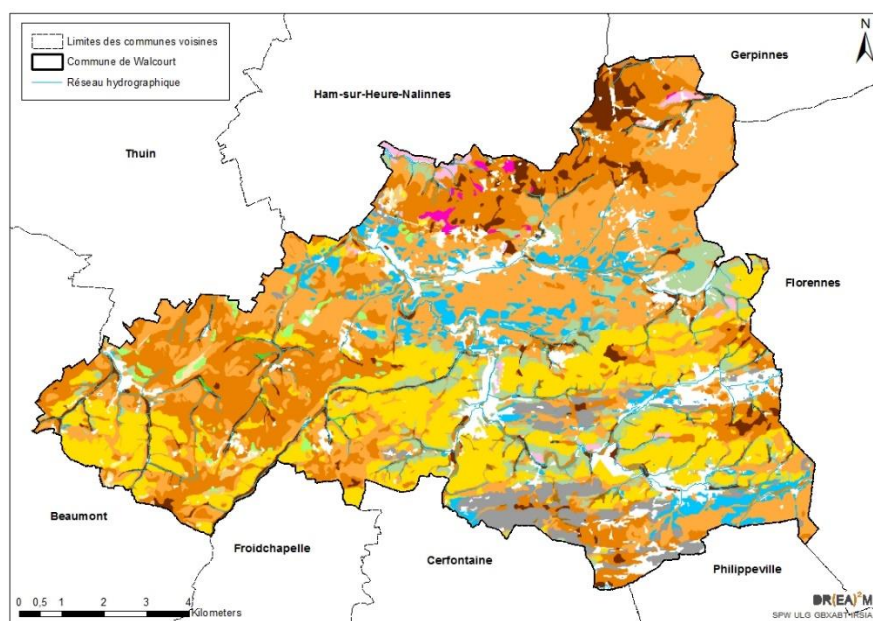 Limites des communes voisines
Commune de Walcourt
Réseau hydrographique
N
Gerpinnes
Ham-sur-Heure-Nalinnes
Thuin
Florennes
Beaumont
Froidchapelle
Cerfontaine
Philippeville
0 0,5 1 2 3 4
Kilometers
DR(EA)²M
SPW ULG GBXABT-IRSIA